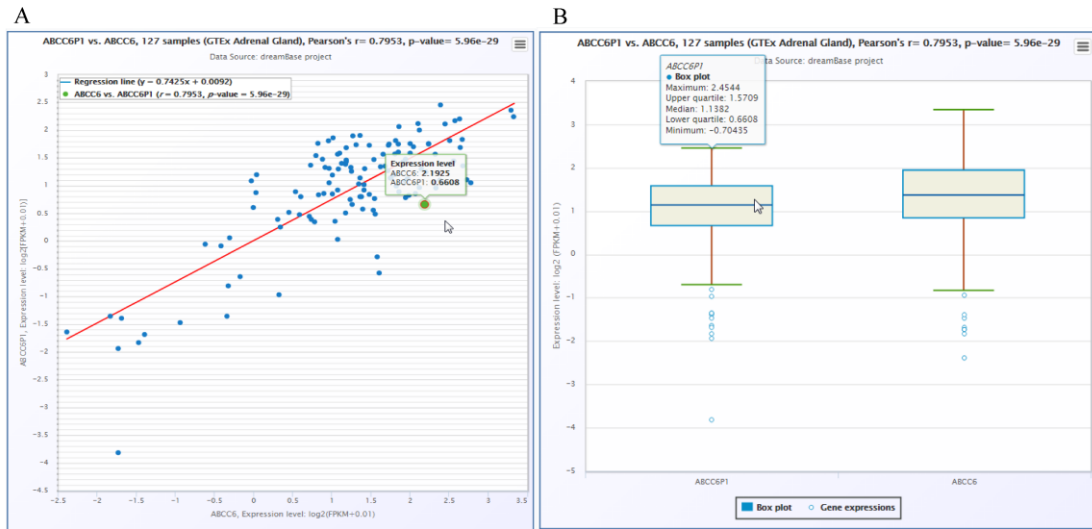 A
ABCC6P1 vs. ABCC6, 127 samples (GTEx Adrenal Gland), Pearson's r= 0.7953, p-value= 5.96e-29
Data Source: dreamBase project
Regression line (y = 0.7425x + 0.0092)
ABCC6 vs. ABCC6P1 (r = 0.7953, p-value = 5.96e-29)
Expression level
ABCC6: 2.1925
ABCC6P1: 0.6608
ABCC6P1, Expression level: log2[FPKM+0.01)]
3
2.5
2
1.5
1
0.5
0
-0.5
-1
-1.5
-2
-2.5
-3
-3.5
-4
-4.5
-2.5
-2
-1.5
-1
-0.5
0
0.5
1
1.5
2
2.5
3
3.5
ABCC6, Expression level: log2(FPKM+0.01)
B
ABCC6P1 vs. ABCC6, 127 samples (GTEx Adrenal Gland), Pearson's r= 0.7953, p-value= 5.96e-29
Data Source: dreamBase project
ABCC6P1
Box plot
Maximum: 2.4544
Upper quartile: 1.5709
Median: 1.1382
Lower quartile: 0.6608
Minimum: −0.70435
Expression level: log2 (FPKM+0.01)
4
3
2
1
0
-1
-2
-3
-4
-5
ABCC6P1
ABCC6
Box plot
Gene expressions